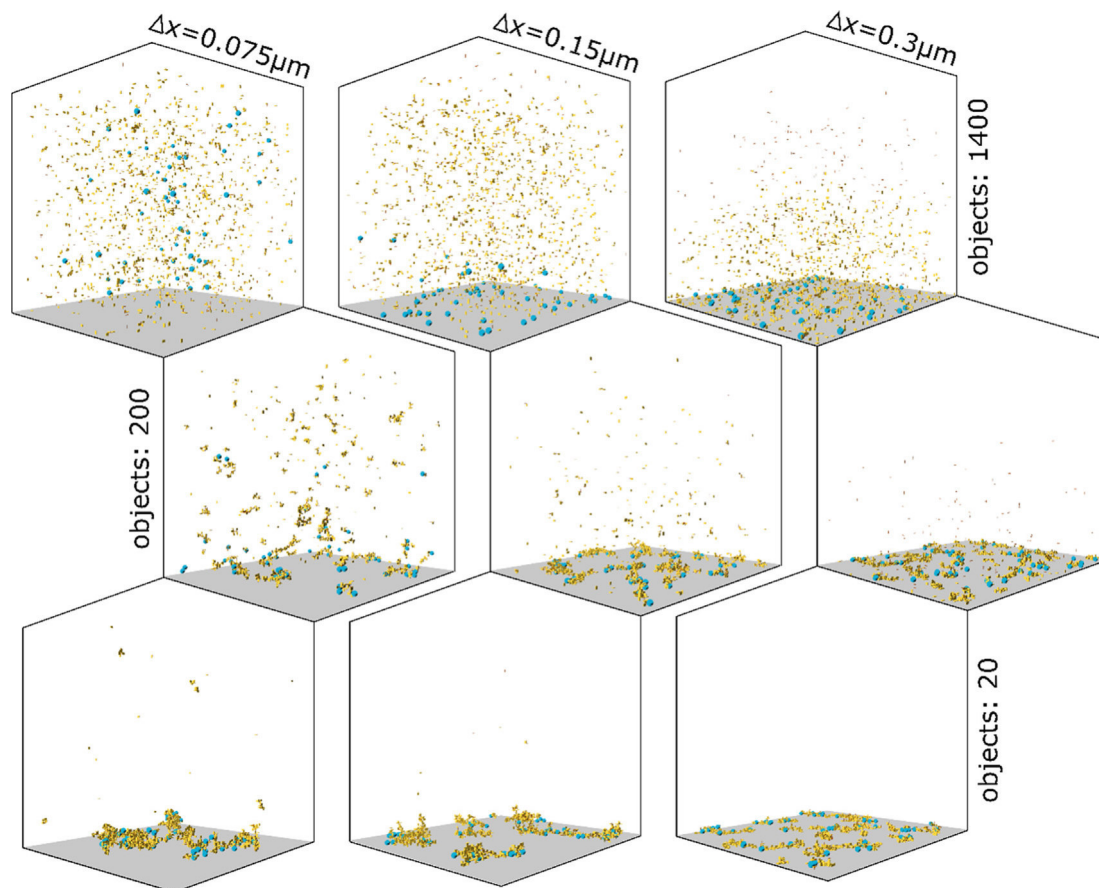 Δx=0.075μm
Δx=0.15μm
Δx=0.3μm
objects: 1400
objects: 200
objects: 20